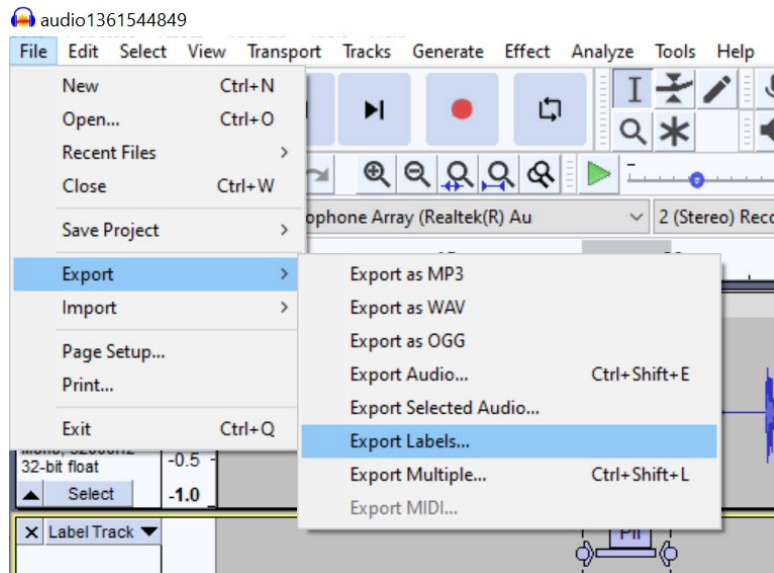 audio1361544849
File Edit Select View Transport Tracks Generate Effect Analyze Tools Help
New Ctrl+N
Open... Ctrl+O
Recent Files >
Close Ctrl+W
Save Project >
Export >
Import >
Page Setup...
Print...
Exit Ctrl+Q
ophone Array (Realtek(R) Au
2 (Stereo) Reco
Export as MP3
Export as WAV
Export as OGG
Export Audio... Ctrl+Shift+E
Export Selected Audio...
Export Labels...
Export Multiple... Ctrl+Shift+L
Export MIDI...
32-bit float
Select
-0.5
-1.0
X Label Track